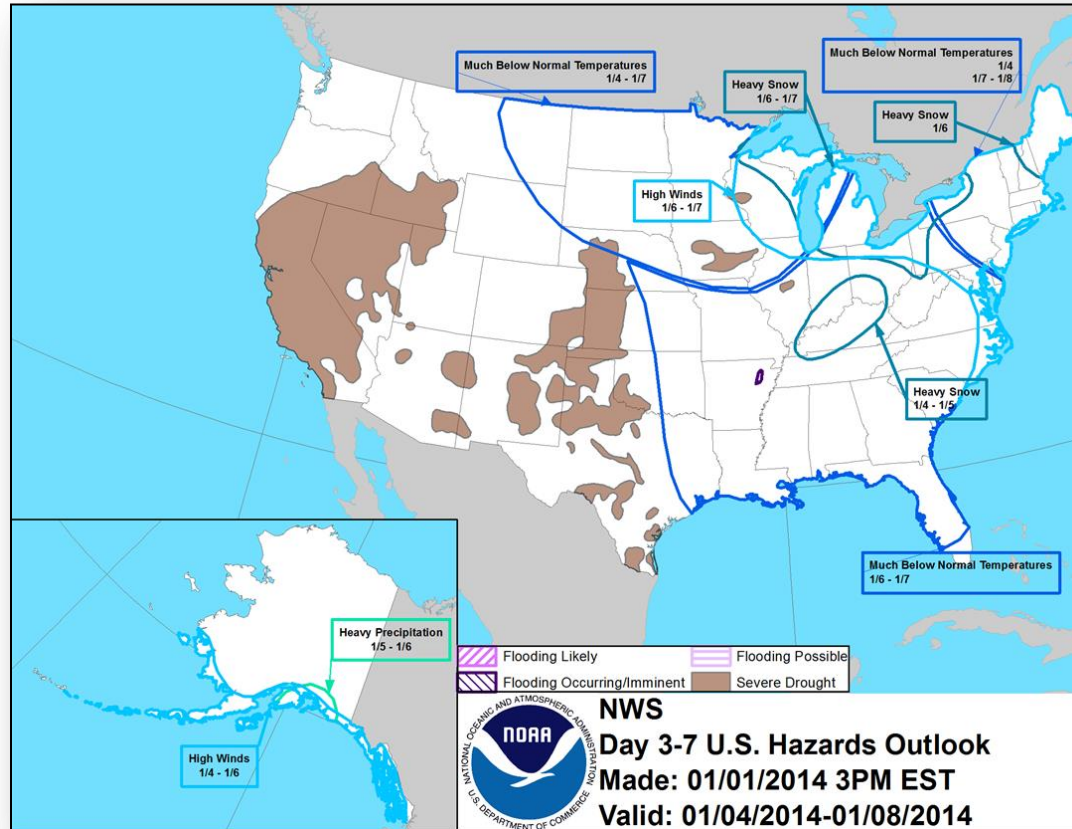 Much Below Normal Temperatures
1/4 - 1/7
Much Below Normal Temperatures
1/4
1/7 - 1/8
Heavy Snow
1/6 - 1/7
Heavy Snow
1/6
High Winds
1/6 - 1/7
Heavy Snow
1/4 - 1/5
Much Below Normal Temperatures
1/6 - 1/7
Heavy Precipitation
1/5 - 1/6
High Winds
1/4 - 1/6
Flooding Likely
Flooding Possible
Flooding Occurring/Imminent
Severe Drought
NATIONAL OCEANIC AND ATMOSPHERIC ADMINISTRATION
NOAA
U.S. DEPARTMENT OF COMMERCE
NWS
Day 3-7 U.S. Hazards Outlook
Made: 01/01/2014 3PM EST
Valid: 01/04/2014-01/08/2014